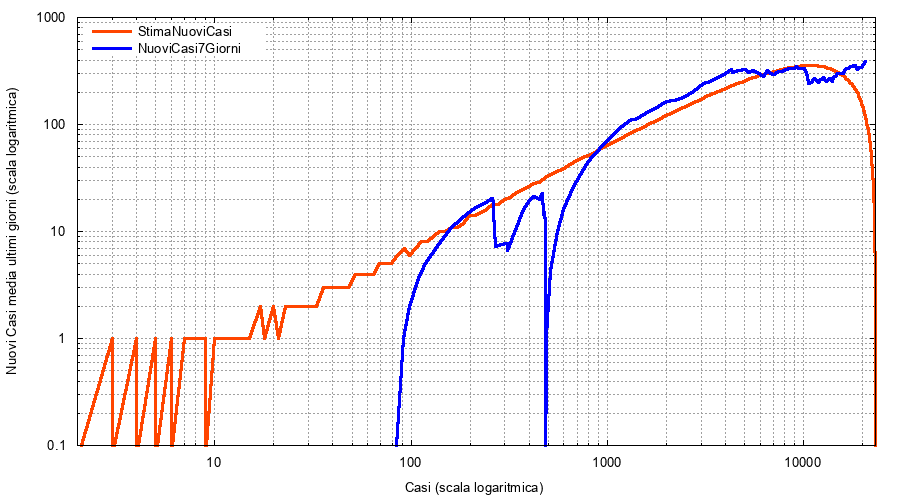 1000
StimaNuoviCasi
NuoviCasi7Giorni
100
10
1
0.1
Nuovi Casi media ultimi giorni (scala logaritmica)
10
100
1000
10000
Casi (scala logaritmica)